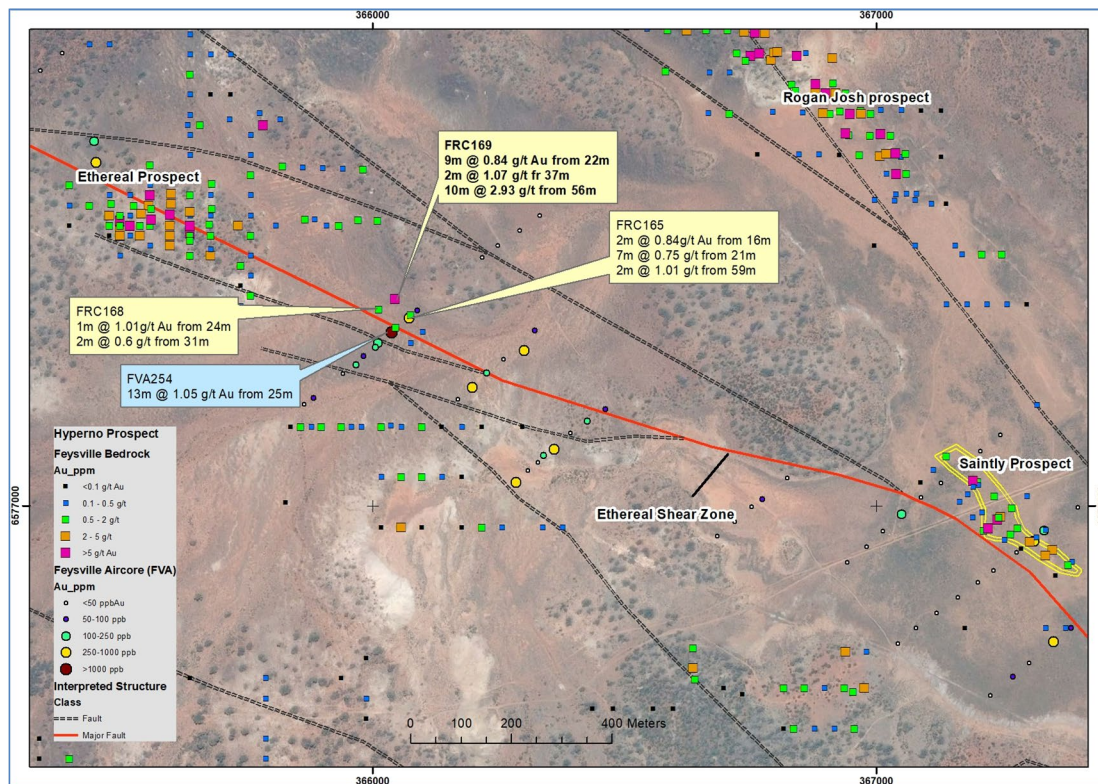 366000
367000
Rogan Josh prospect
FRC169
9m @ 0.84 g/t Au from 22m
2m @ 1.07 g/t fr 37m
10m @ 2.93 g/t from 56m
Ethereal Prospect
FRC165
2m @ 0.84g/t Au from 16m
7m @ 0.75 g/t from 21m
2m @ 1.01 g/t from 59m
FRC168
1m @ 1.01g/t Au from 24m
2m @ 0.6 g/t from 31m
FVA254
13m @ 1.05 g/t Au from 25m
Saintly Prospect
Ethereal Shear Zone
6577000
Hyperno Prospect
Feysville Bedrock
Au_ppm
<0.1 g/t Au
0.1 - 0.5 g/t
0.5 - 2 g/t
2 - 5 g/t
>5 g/t Au
Feysville Aircore (FVA)
Au_ppm
<50 ppbAu
50-100 ppb
100-250 ppb
250-1000 ppb
>1000 ppb
Interpreted Structure
Class
Fault
Major Fault
0 100 200 400 Meters
366000
367000